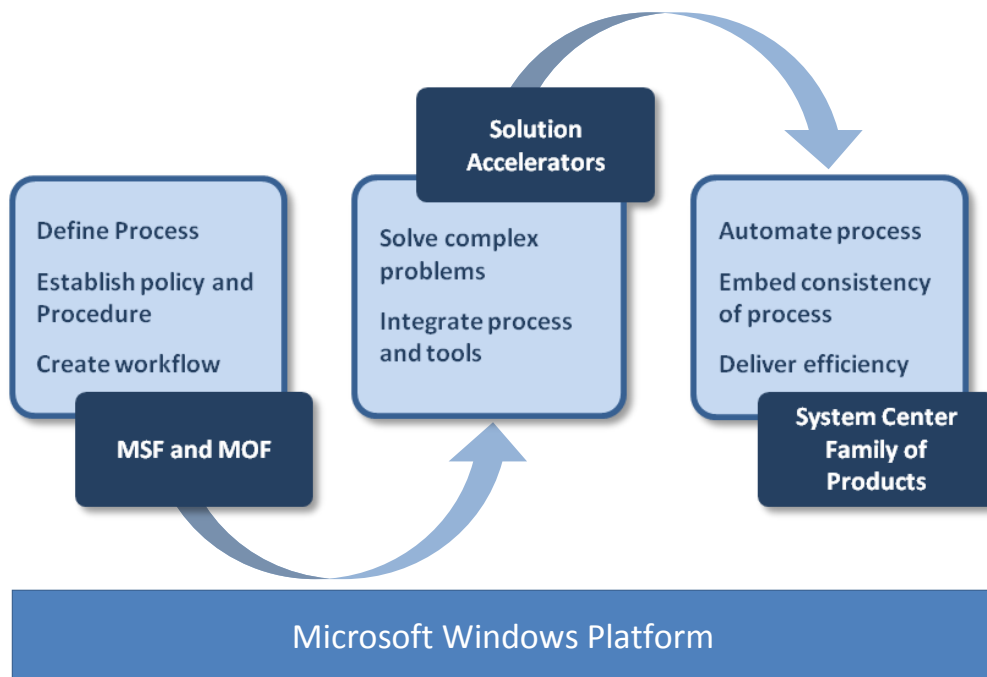 Define Process
Establish policy and
Procedure
Create workflow
MSF and MOF
Solution
Accelerators
Solve complex
problems
Integrate process
and tools
Automate process
Embed consistency
of process
Deliver efficiency
System Center
Family of
Products
Microsoft Windows Platform